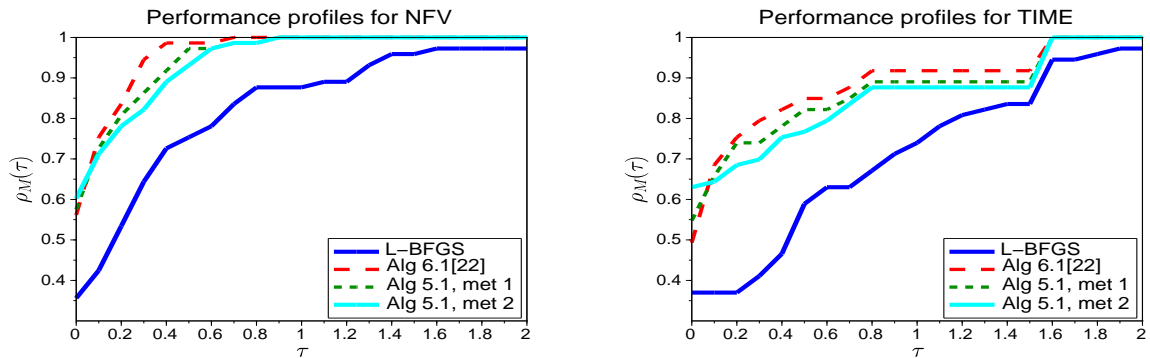 Performance profiles for NFV
1
0.9
0.8
0.7
0.6
0.5
0.4
ρM(τ)
0 0.2 0.4 0.6 0.8 1 1.2 1.4 1.6 1.8 2
τ
L−BFGS
Alg 6.1[22]
Alg 5.1, met 1
Alg 5.1, met 2
Performance profiles for TIME
1
0.9
0.8
0.7
0.6
0.5
0.4
ρM(τ)
0 0.2 0.4 0.6 0.8 1 1.2 1.4 1.6 1.8 2
τ
L−BFGS
Alg 6.1[22]
Alg 5.1, met 1
Alg 5.1, met 2